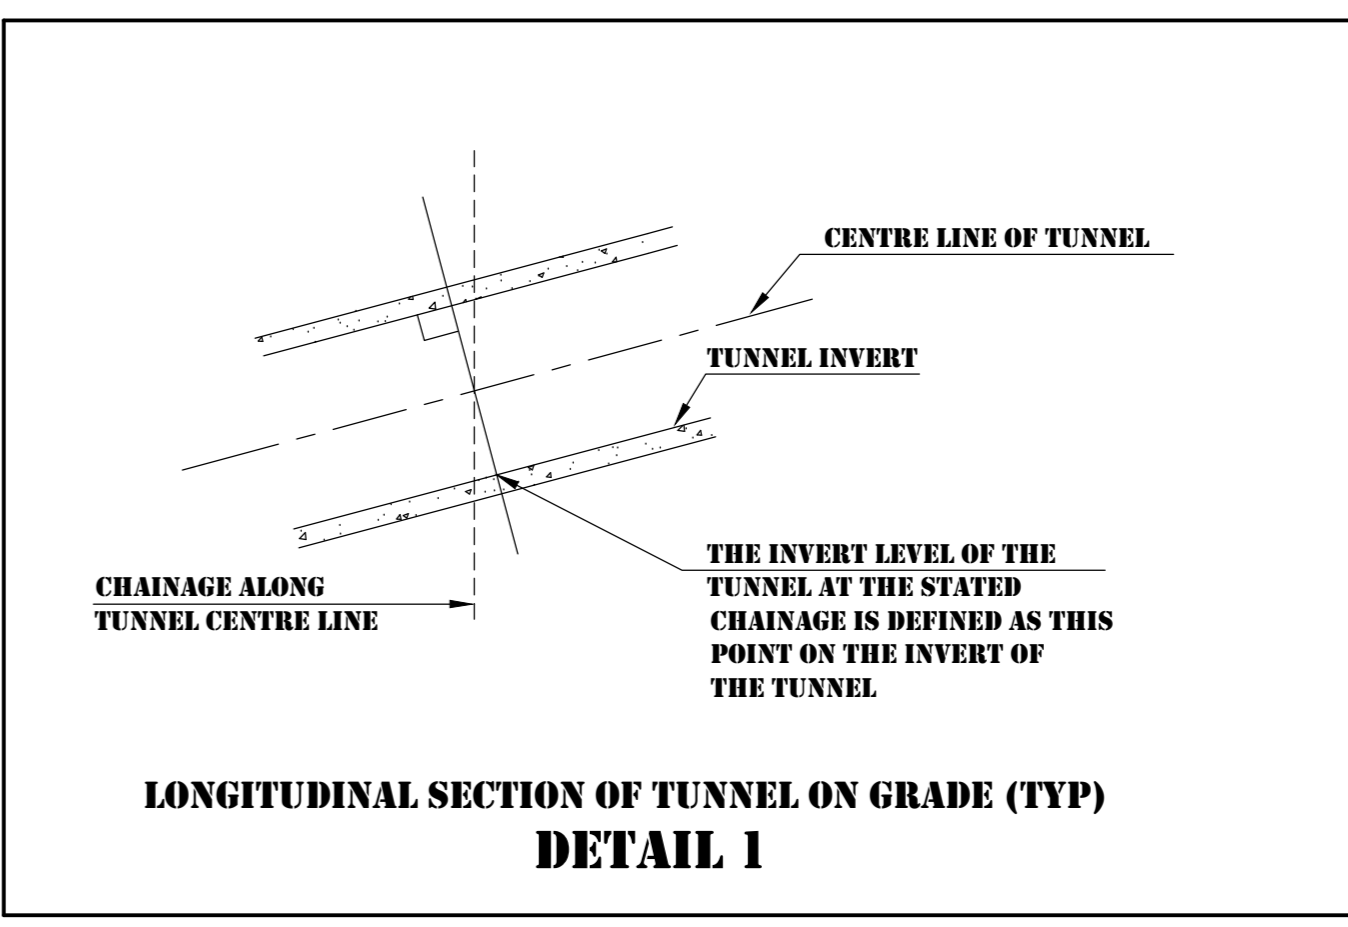 CENTRE LINE OF TUNNEL
TUNNEL INVERT
THE INVERT LEVEL OF THE
TUNNEL AT THE STATED
CHAINAGE IS DEFINED AS THIS
POINT ON THE INVERT OF
THE TUNNEL
CHAINAGE ALONG
TUNNEL CENTRE LINE
LONGITUDINAL SECTION OF TUNNEL ON GRADE (TYP)
DETAIL 1